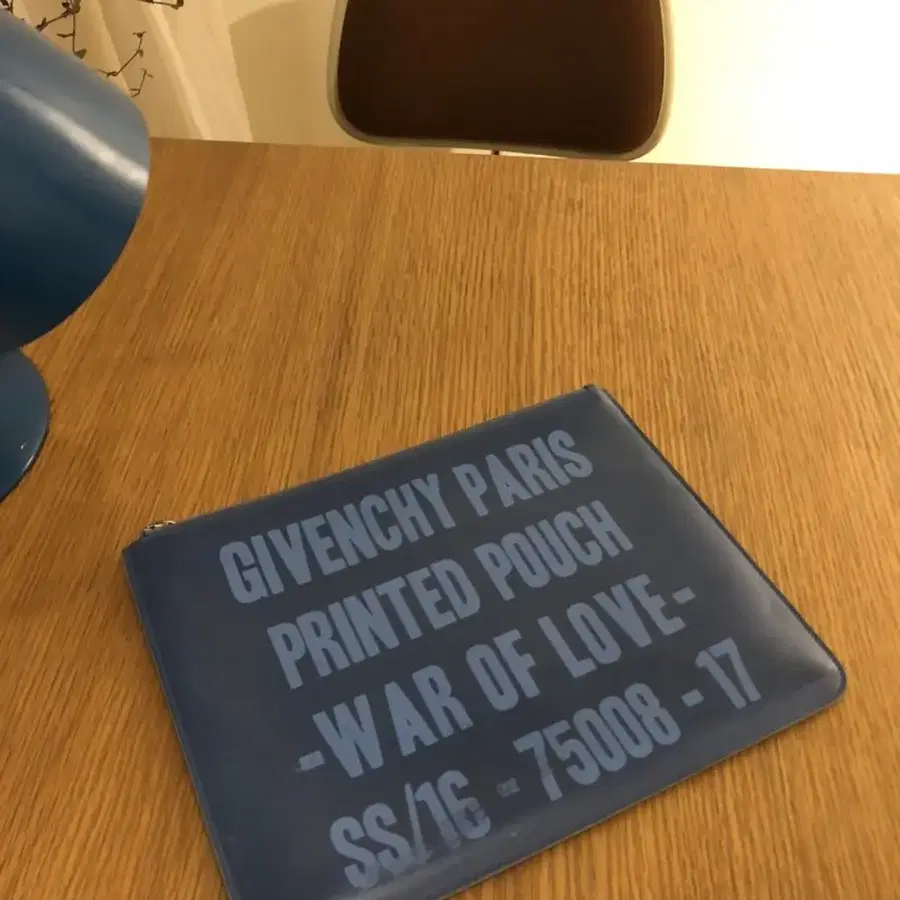 GIVENCHY PARIS
PRINTED POUCH
-WAR OF LOVE-
SS/16 - 75008 - 17